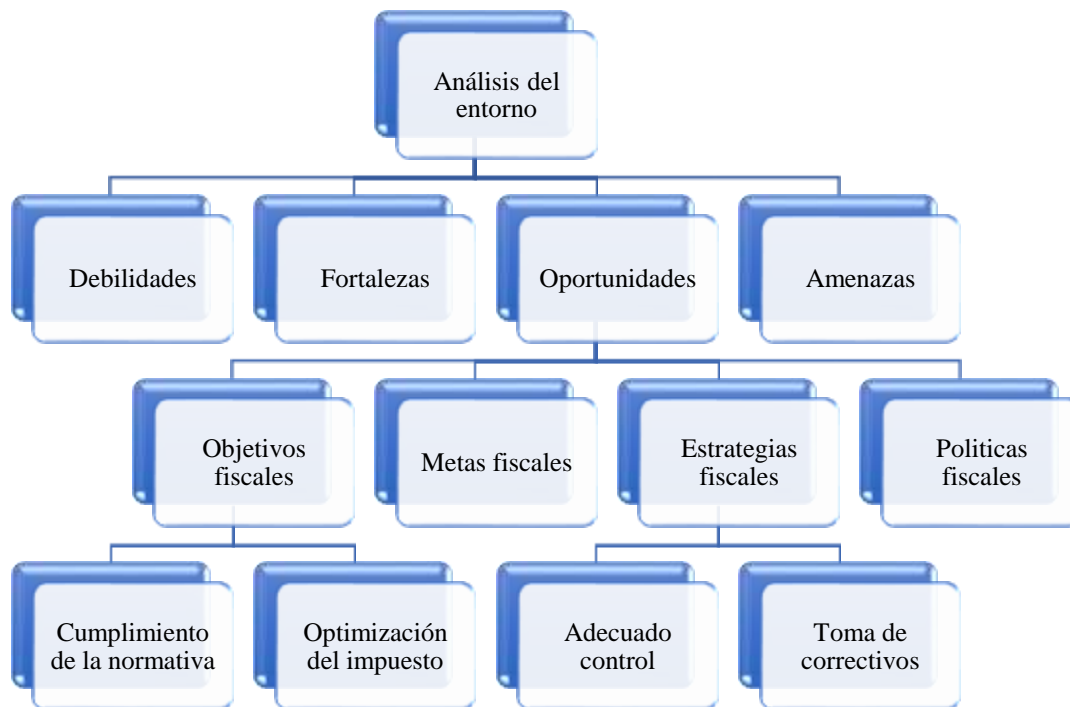 Análisis del
entorno
Debilidades
Fortalezas
Oportunidades
Amenazas
Objetivos
fiscales
Metas fiscales
Estrategias
fiscales
Politicas
fiscales
Cumplimiento
de la normativa
Optimización
del impuesto
Adecuado
control
Toma de
correctivos